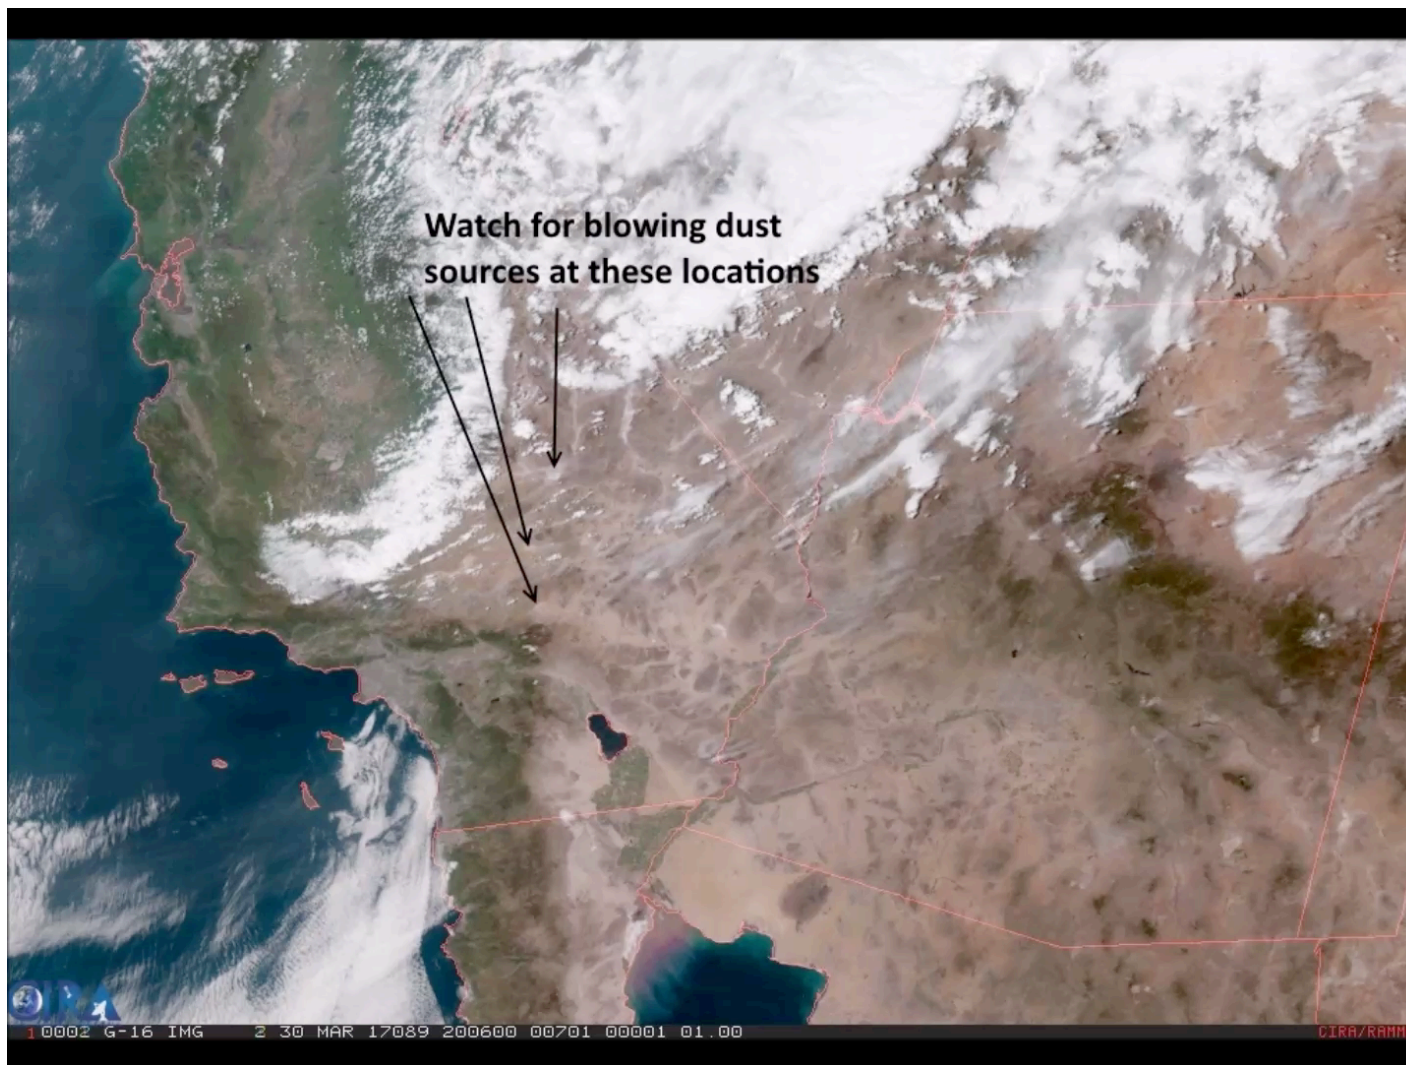 Watch for blowing dust
sources at these locations
CIRA
1 0002 G-16 IMG 2 30 MAR 17089 200600 00701 00001 01.00
CIRA/RAMM